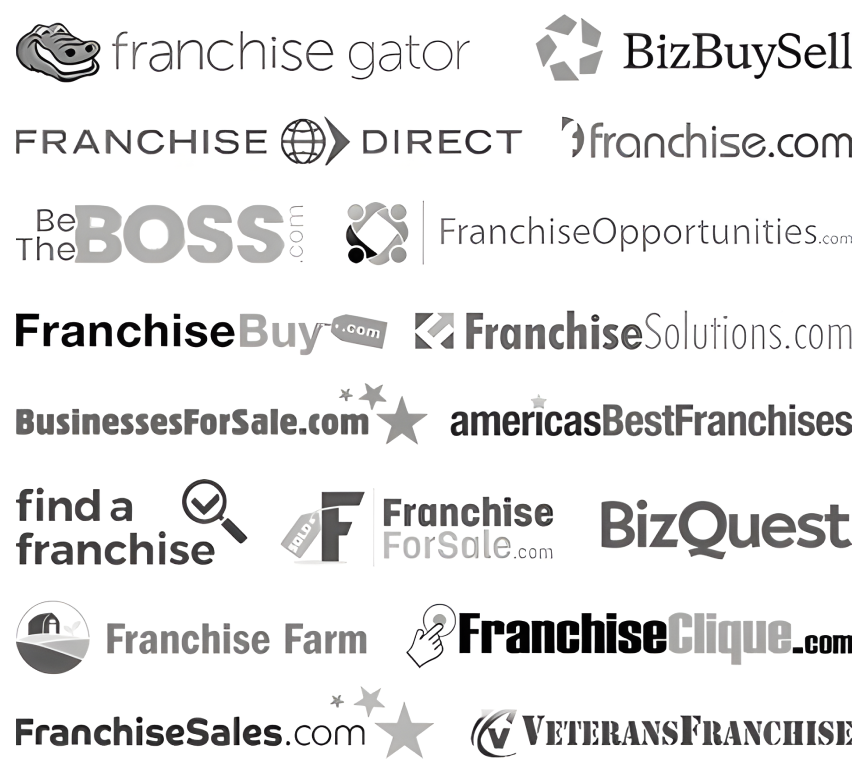 franchise gator
BizBuySell
FRANCHISE DIRECT
franchise.com
Be
The
BOSS
.com
FranchiseOpportunities.com
FranchiseBuy.com
FranchiseSolutions.com
BusinessesForSale.com
americasBestFranchises
find a
franchise
SOLD
F
Franchise
ForSale.com
BizQuest
Franchise Farm
FranchiseClique.com
FranchiseSales.com
VETERANSFRANCHISE